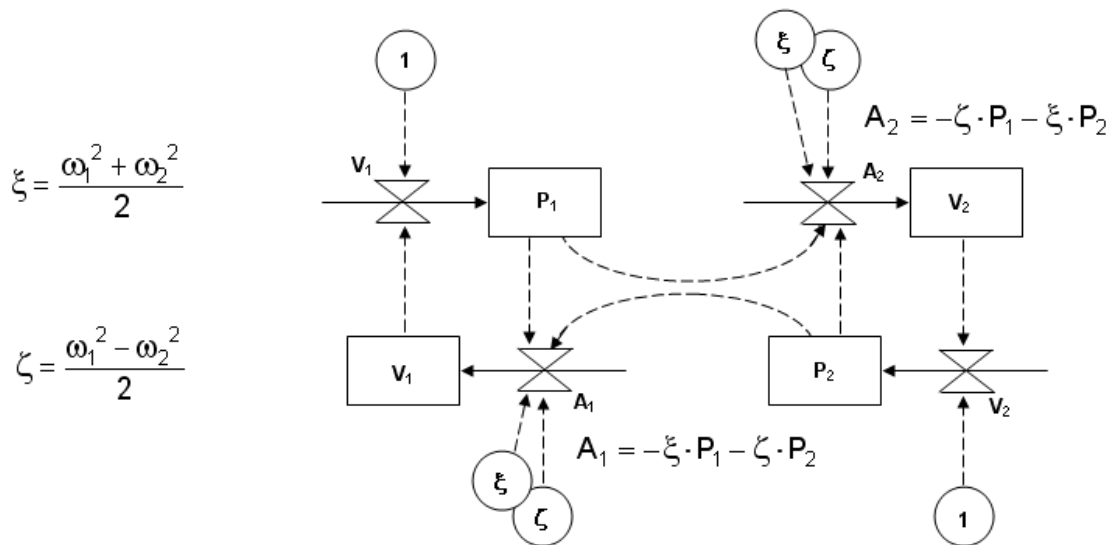 1
ξ
ζ
A₂ = −ζ · P₁ − ξ · P₂
ξ = (ω₁² + ω₂²) / 2
V₁
P₁
A₂
V₂
ζ = (ω₁² − ω₂²) / 2
V₁
A₁
P₂
V₂
A₁ = −ξ · P₁ − ζ · P₂
ξ
ζ
1